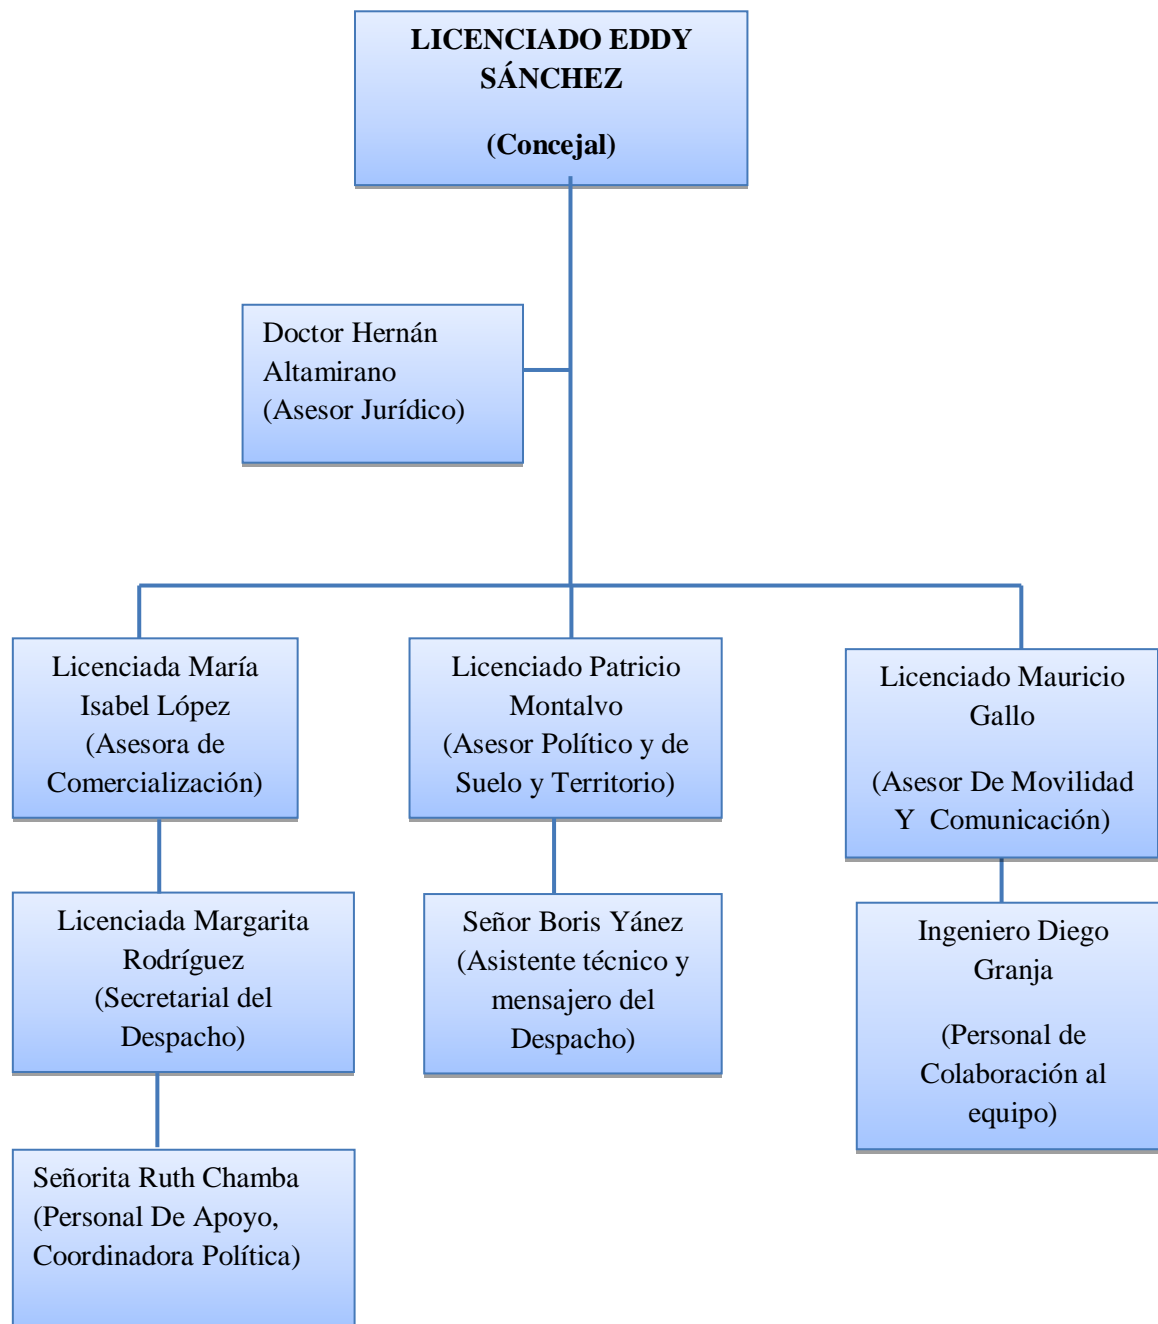 LICENCIADO EDDY
SÁNCHEZ
(Concejal)
Doctor Hernán
Altamirano
(Asesor Jurídico)
Licenciada María
Isabel López
(Asesora de
Comercialización)
Licenciado Patricio
Montalvo
(Asesor Político y de
Suelo y Territorio)
Licenciado Mauricio
Gallo
(Asesor De Movilidad
Y  Comunicación)
Licenciada Margarita
Rodríguez
(Secretarial del
Despacho)
Señor Boris Yánez
(Asistente técnico y
mensajero del
Despacho)
Ingeniero Diego
Granja
(Personal de
Colaboración al
equipo)
Señorita Ruth Chamba
(Personal De Apoyo,
Coordinadora Política)